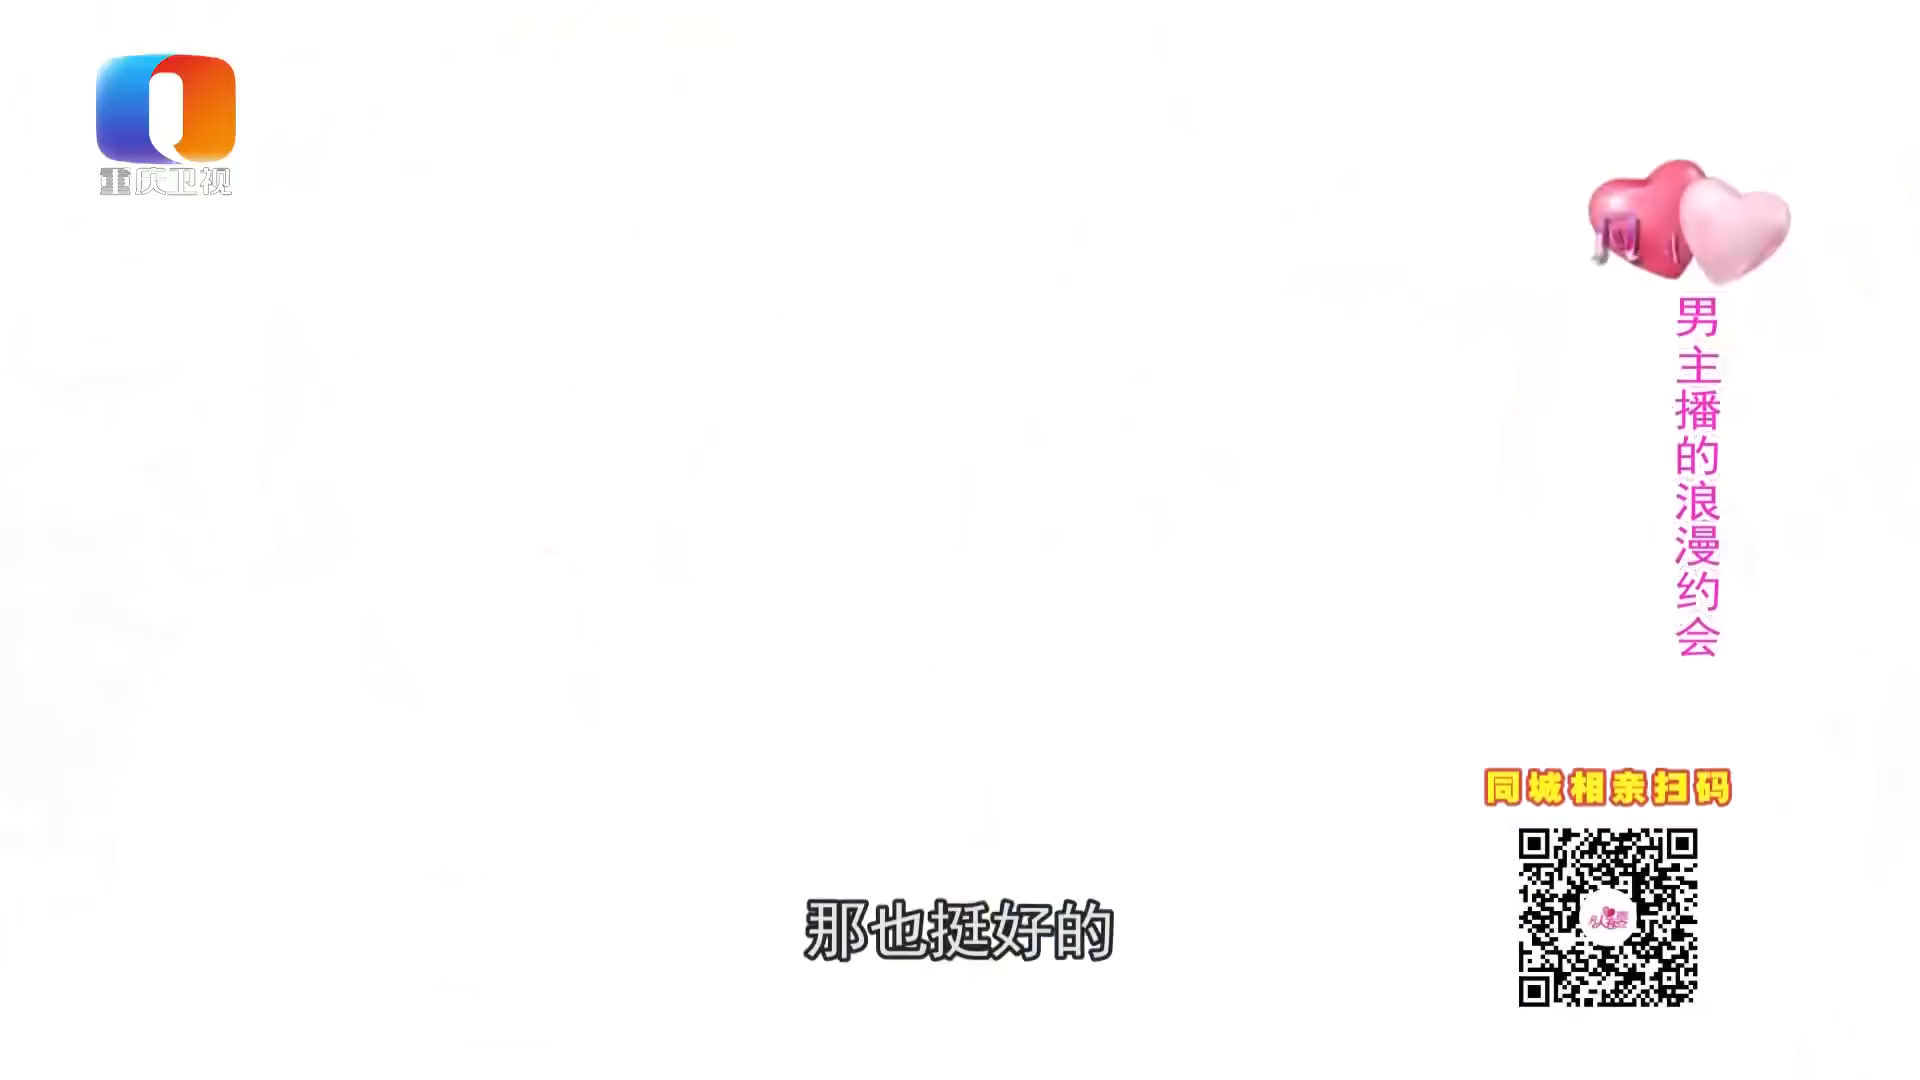 重庆卫视
男主播的浪漫约会
同城相亲扫码
那也挺好的